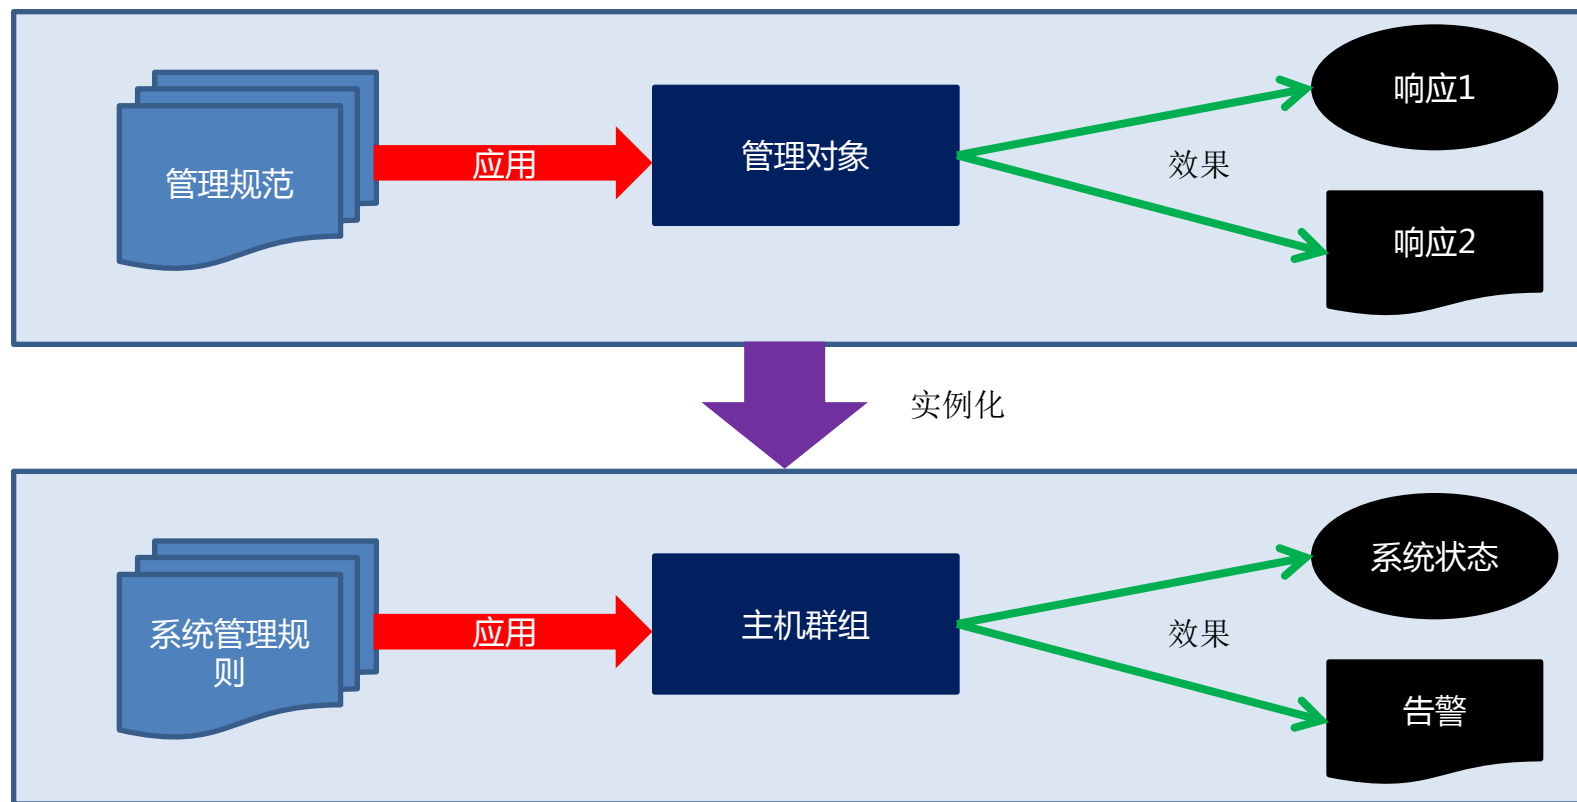 管理规范
应用
管理对象
响应1
效果
响应2
实例化
系统管理规
则
应用
主机群组
系统状态
效果
告警